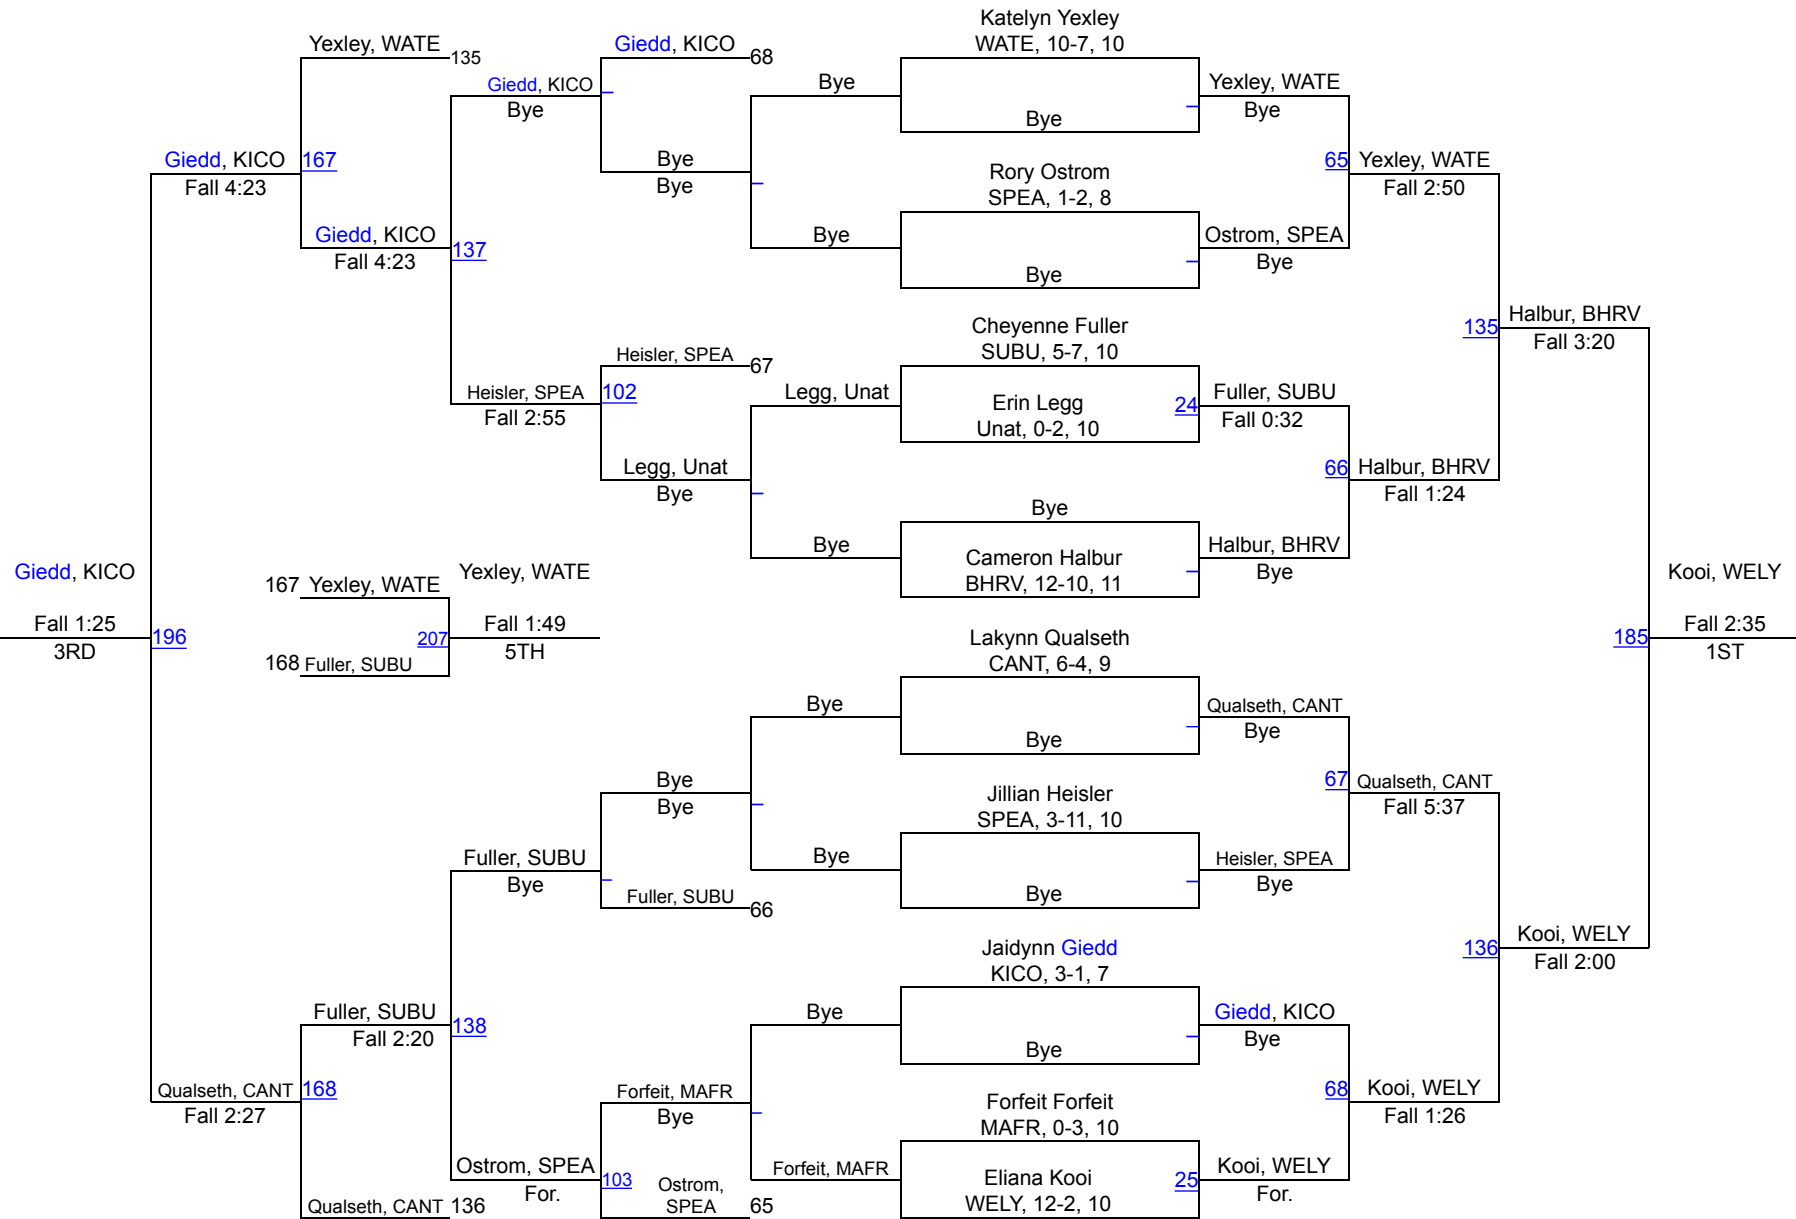 Katelyn Yexley
WATE, 10-7, 10
Yexley, WATE
135
Giedd, KICO
68
Giedd, KICO
Bye
Bye
Bye
Yexley, WATE
Bye
Giedd, KICO
Fall 4:23
167
Bye
Bye
Rory Ostrom
SPEA, 1-2, 8
65
Yexley, WATE
Fall 2:50
Giedd, KICO
Fall 4:23
137
Bye
Bye
Ostrom, SPEA
Bye
Cheyenne Fuller
SUBU, 5-7, 10
135
Halbur, BHRV
Fall 3:20
Heisler, SPEA
67
Heisler, SPEA
Fall 2:55
102
Legg, Unat
Erin Legg
Unat, 0-2, 10
24
Fuller, SUBU
Fall 0:32
Legg, Unat
Bye
66
Halbur, BHRV
Fall 1:24
Bye
Bye
Cameron Halbur
BHRV, 12-10, 11
Halbur, BHRV
Bye
Giedd, KICO
Fall 1:25
3RD
196
167
Yexley, WATE
207
168
Fuller, SUBU
Yexley, WATE
Fall 1:49
5TH
Kooi, WELY
185
Fall 2:35
1ST
Lakynn Qualseth
CANT, 6-4, 9
Bye
Bye
Qualseth, CANT
Bye
Bye
Bye
Jillian Heisler
SPEA, 3-11, 10
67
Qualseth, CANT
Fall 5:37
Fuller, SUBU
Bye
Bye
Bye
Heisler, SPEA
Bye
Fuller, SUBU
66
Jaidynn Giedd
KICO, 3-1, 7
136
Kooi, WELY
Fall 2:00
Fuller, SUBU
Fall 2:20
138
Bye
Bye
Giedd, KICO
Bye
Qualseth, CANT
Fall 2:27
168
Forfeit, MAFR
Bye
Forfeit Forfeit
MAFR, 0-3, 10
68
Kooi, WELY
Fall 1:26
Ostrom, SPEA
For.
103
Forfeit, MAFR
Eliana Kooi
WELY, 12-2, 10
25
Kooi, WELY
For.
Qualseth, CANT
136
Ostrom,
SPEA
65